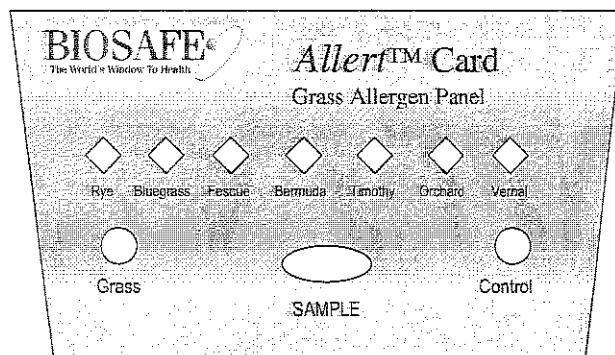 BIOSAFE®
The World's Window To Health
Allert™ Card
Grass Allergen Panel
Rye Bluegrass Fescue Bermuda Timothy Orchard Vernal
Grass
SAMPLE
Control